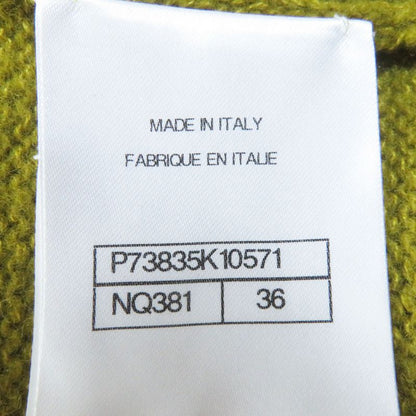 MADE IN ITALY
FABRIQUE EN ITALIE
P73835K10571
NQ381 36